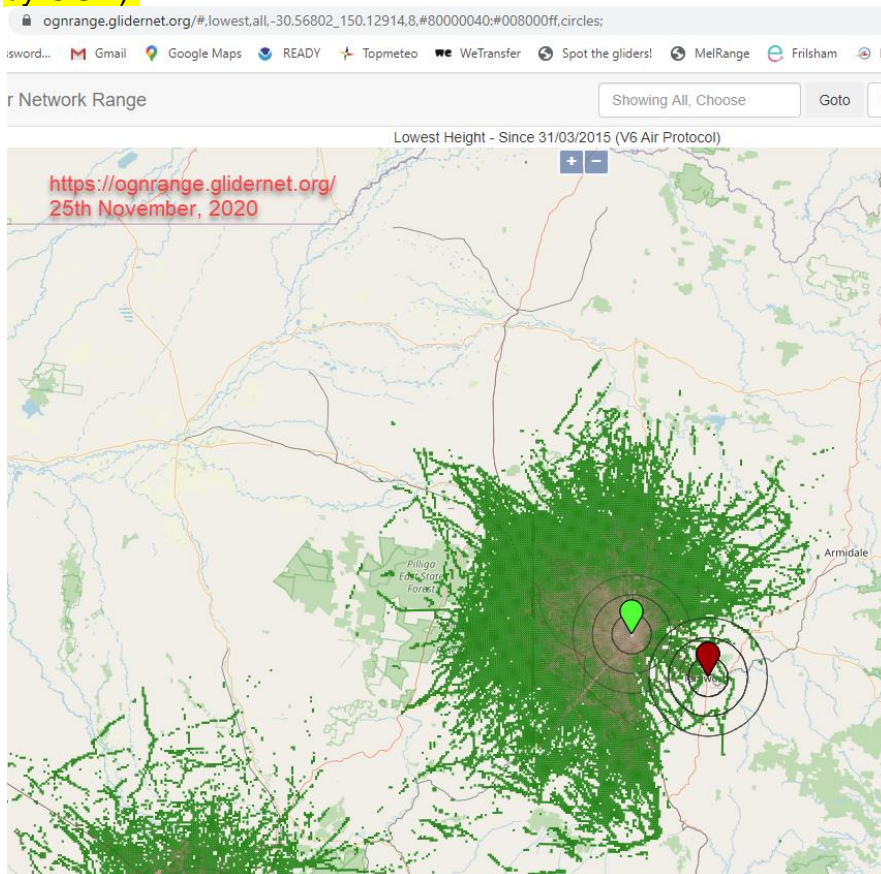 ognrange.glidernet.org/#,lowest,all,-30.56802_150.12914,8,#80000040:#008000ff,circles;
Gmail Google Maps READY Topmeteo WeTransfer Spot the gliders! MelRange Frilsham
r Network Range
Showing All, Choose
Goto
Lowest Height - Since 31/03/2015 (V6 Air Protocol)
+ −
https://ognrange.glidernet.org/
25th November, 2020
Armidale
Pilliga
East State
Forest